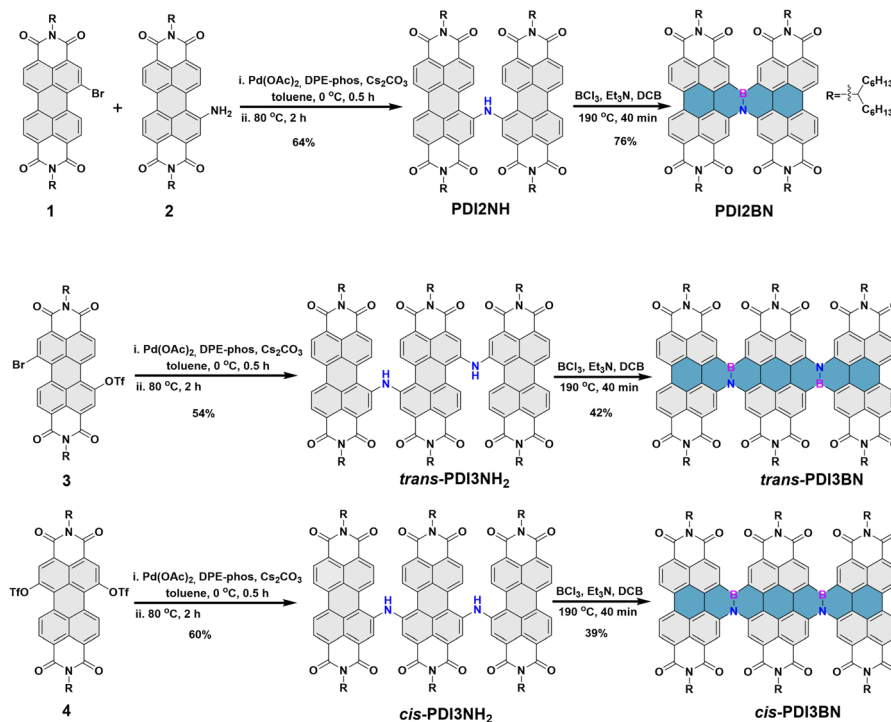 R
R
R
R
O
N
O
O
N
O
O
N
O
O
N
O
O
N
O
O
N
O
Br
+
NH2
i. Pd(OAc)2, DPE-phos, Cs2CO3
toluene, 0 °C, 0.5 h
ii. 80 °C, 2 h
64%
H
N
BCl3, Et3N, DCB
190 °C, 40 min
76%
B
N
R=
C6H13
C6H13
O
N
O
O
N
O
O
N
O
O
N
O
O
N
O
O
N
O
R
R
R
R
R
R
1
2
PDI2NH
PDI2BN
R
R
R
R
R
R
R
O
N
O
O
N
O
O
N
O
O
N
O
O
N
O
O
N
O
O
N
O
Br
OTf
i. Pd(OAc)2, DPE-phos, Cs2CO3
toluene, 0 °C, 0.5 h
ii. 80 °C, 2 h
54%
H
N
N
H
BCl3, Et3N, DCB
190 °C, 40 min
42%
B
N
N
B
O
N
O
O
N
O
O
N
O
O
N
O
O
N
O
O
N
O
O
N
O
R
R
R
R
R
R
R
3
trans-PDI3NH2
trans-PDI3BN
R
R
R
R
R
R
R
O
N
O
O
N
O
O
N
O
O
N
O
O
N
O
O
N
O
O
N
O
TfO
OTf
i. Pd(OAc)2, DPE-phos, Cs2CO3
toluene, 0 °C, 0.5 h
ii. 80 °C, 2 h
60%
H
N
H
N
BCl3, Et3N, DCB
190 °C, 40 min
39%
B
N
B
N
O
N
O
O
N
O
O
N
O
O
N
O
O
N
O
O
N
O
O
N
O
R
R
R
R
R
R
R
4
cis-PDI3NH2
cis-PDI3BN